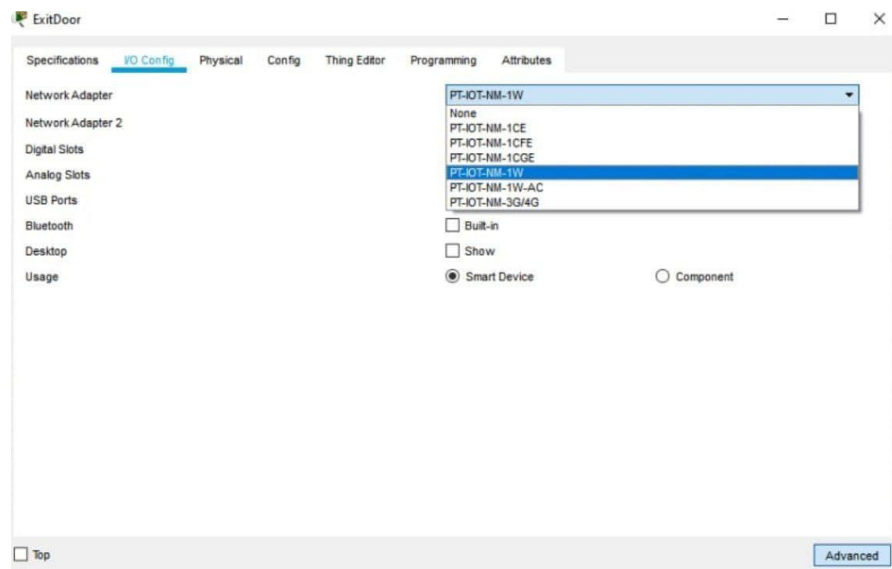 ExitDoor
Specifications I/O Config Physical Config Thing Editor Programming Attributes
Network Adapter PT-IOT-NM-1W
None
Network Adapter 2 PT-IOT-NM-1CE
PT-IOT-NM-1CFE
Digital Slots PT-IOT-NM-1CGE
Analog Slots PT-IOT-NM-1W
PT-IOT-NM-1W-AC
USB Ports PT-IOT-NM-3G/4G
Bluetooth Built-in
Desktop Show
Usage Smart Device Component
Top Advanced